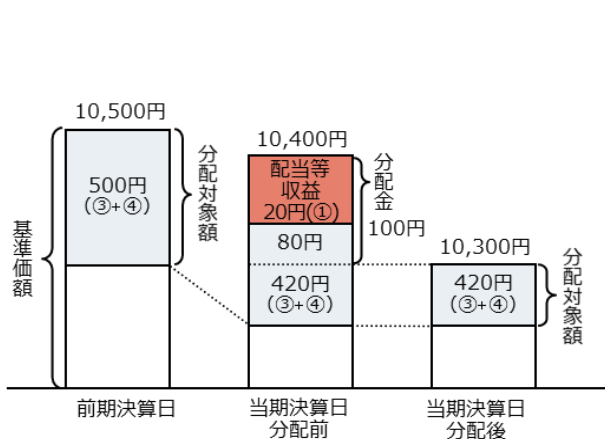 10,500円
500円
(③+④)
分配対象額
基準価額
10,400円
配当等
収益
20円(①)
80円
420円
(③+④)
分配金
100円
10,300円
420円
(③+④)
分配対象額
前期決算日
当期決算日
分配前
当期決算日
分配後